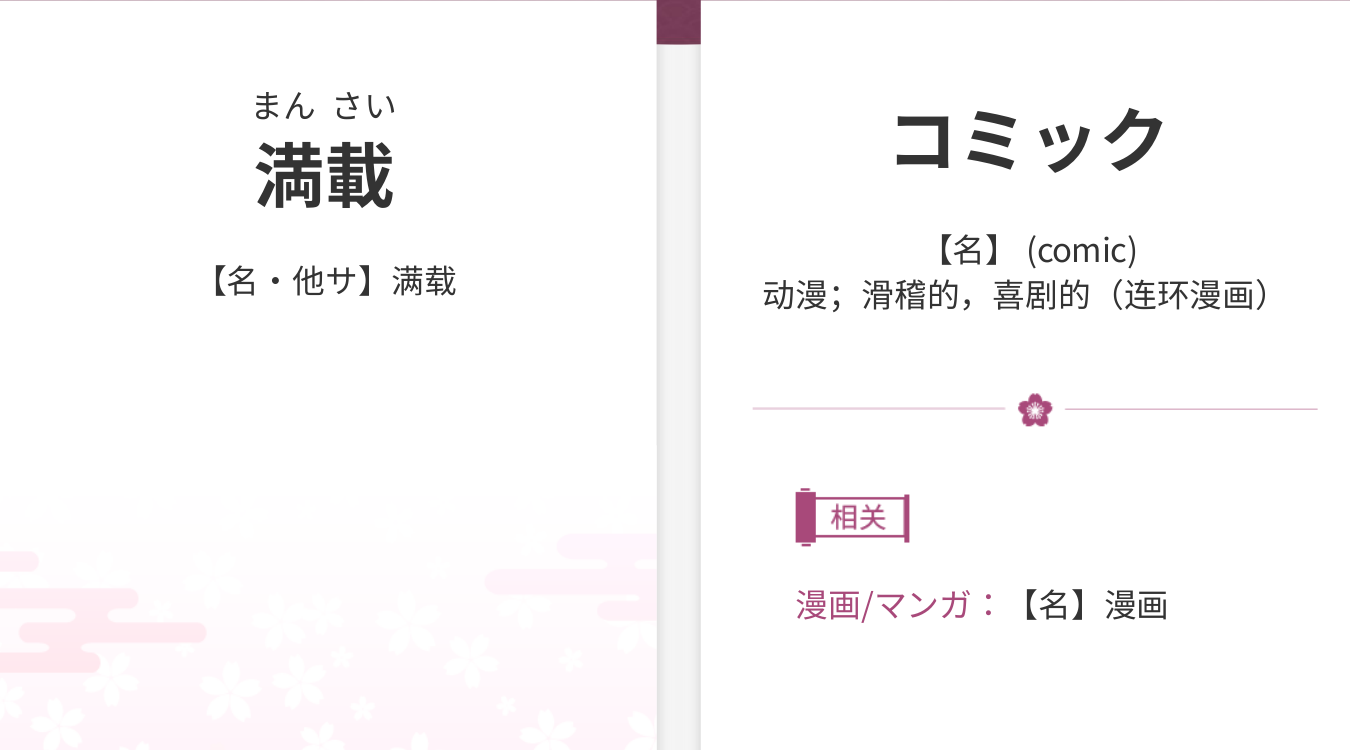 まん さい
満載
【名・他サ】满载
コミック
【名】 (comic)
动漫；滑稽的，喜剧的（连环漫画）
相关
漫画/マンガ：【名】漫画